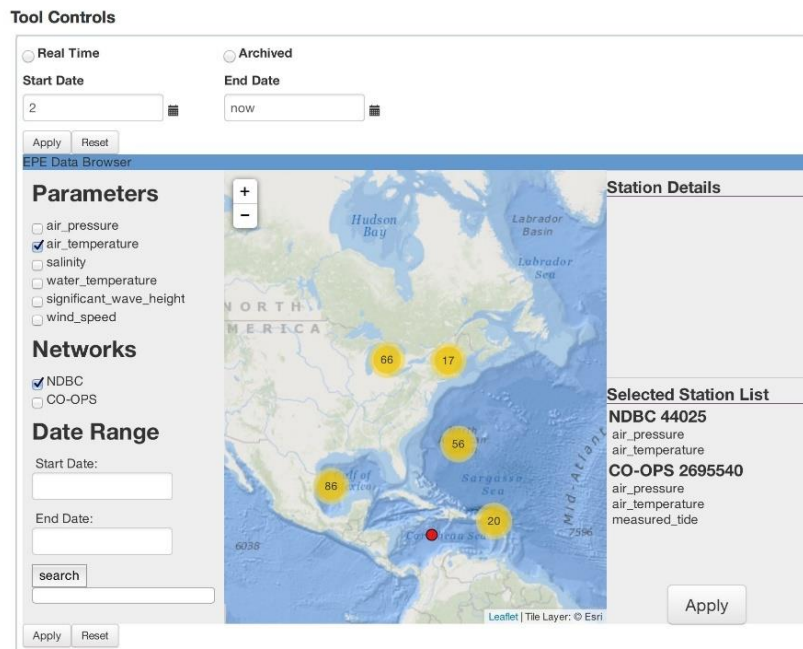 Tool Controls
Real Time
Archived
Start Date
End Date
2
now
Apply
Reset
EPE Data Browser
Parameters
air_pressure
air_temperature
salinity
water_temperature
significant_wave_height
wind_speed
Networks
NDBC
CO-OPS
Date Range
Start Date:
End Date:
search
+
−
Hudson
Bay
Labrador
Basin
Labrador
Sea
NORTH
MERICA
66
17
56
86
20
Sargasso
Sea
Mid-Atlan
6038
7596
Leaflet | Tile Layer: © Esri
Station Details
Selected Station List
NDBC 44025
air_pressure
air_temperature
CO-OPS 2695540
air_pressure
air_temperature
measured_tide
Apply
Apply
Reset